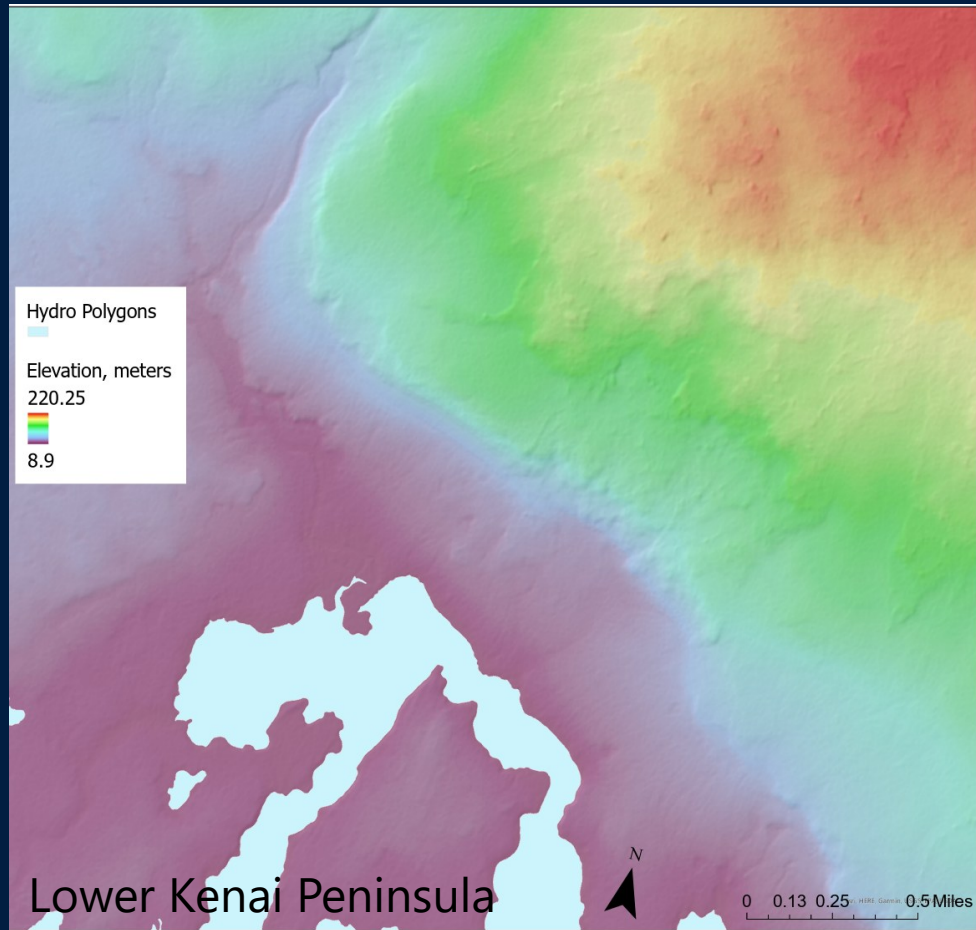 Hydro Polygons
Elevation, meters
220.25
8.9
Lower Kenai Peninsula
N
0 0.13 0.25 0.5 Miles